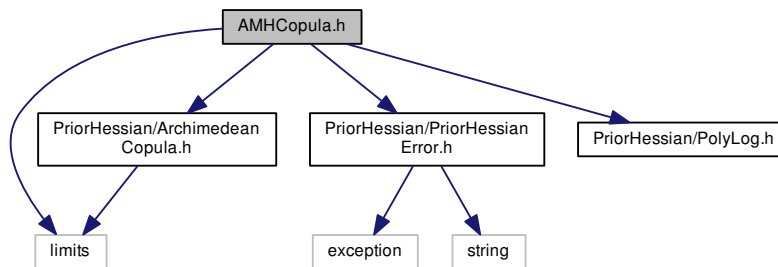 AMHCopula.h
PriorHessian/Archimedean
Copula.h
PriorHessian/PriorHessian
Error.h
PriorHessian/PolyLog.h
limits
exception
string